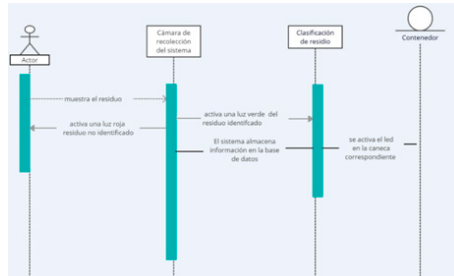 Actor
Cámara de
recolección
del sistema
Clasificación
de residio
Contenedor
muestra el residuo
activa una luz roja
residuo no identificado
activa una luz verde del
residuo identifcado
El sistema almacena
información en la base
de datos
se activa el led
en la caneca
correspondiente